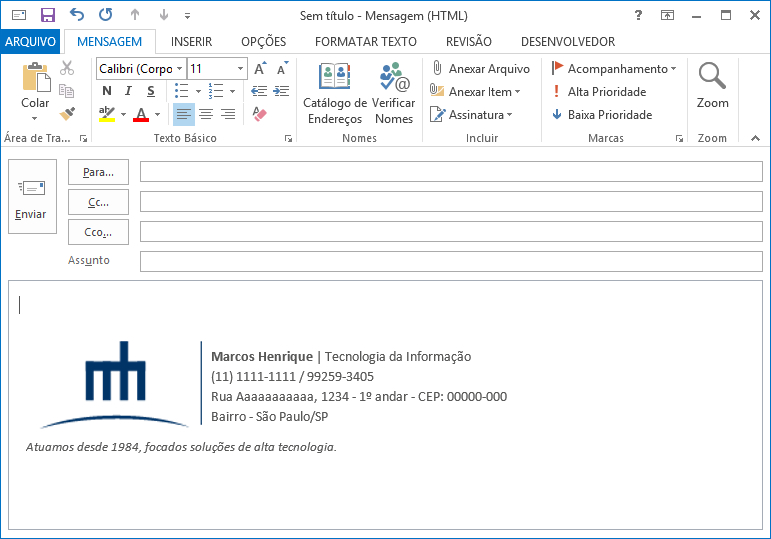 Sem título - Mensagem (HTML)
ARQUIVO MENSAGEM INSERIR OPÇÕES FORMATAR TEXTO REVISÃO DESENVOLVEDOR
Colar
Área de Tra...
Calibri (Corpo 11
N I S
Texto Básico
Catálogo de Endereços
Verificar Nomes
Nomes
Anexar Arquivo
Anexar Item
Assinatura
Incluir
Acompanhamento
Alta Prioridade
Baixa Prioridade
Marcas
Zoom
Zoom
Enviar
Para...
Cc...
Cco...
Assunto
mh
Marcos Henrique | Tecnologia da Informação
(11) 1111-1111 / 99259-3405
Rua Aaaaaaaaaaa, 1234 - 1º andar - CEP: 00000-000
Bairro - São Paulo/SP
Atuamos desde 1984, focados soluções de alta tecnologia.